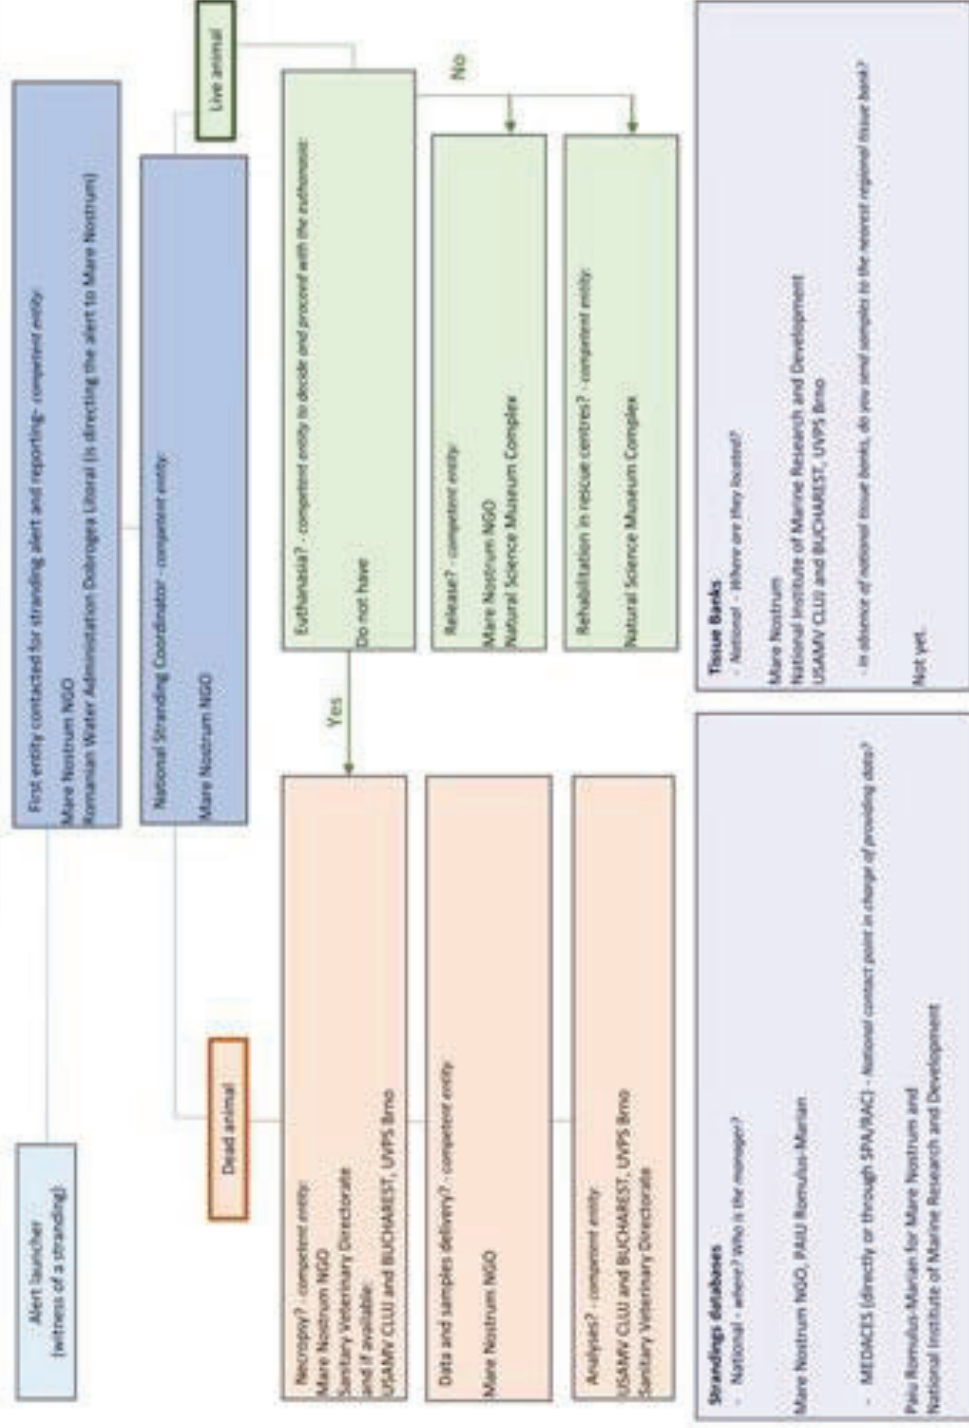 Alert launcher
(witness of a stranding)
First entity contacted for stranding alert and reporting- competent entity:
Mare Nostrum NGO
Romanian Water Administation Dobrogea Litoral (is directing the alert to Mare Nostrum)
National Stranding Coordinator - competent entity:
Mare Nostrum NGO
Dead animal
Live animal
Necropsy? - competent entity:
Mare Nostrum NGO
Sanitary Veterinary Directorate
and if available:
USAMV CLUJ and BUCHAREST, UVPS Brno
Yes
Euthanasia? - competent entity to decide and proceed with the euthanasia:
Do not have
No
Data and samples delivery? - competent entity:
Mare Nostrum NGO
Release? - competent entity:
Mare Nostrum NGO
Natural Science Museum Complex
Analyses? - competent entity:
USAMV CLUJ and BUCHAREST, UVPS Brno
Sanitary Veterinary Directorate
Rehabilitation in rescue centres? - competent entity:
Natural Science Museum Complex
Strandings databases
- National - where? Who is the manager?
Mare Nostrum NGO, PAIU Romulus-Marian
- MEDACES (directly or through SPA/RAC) - National contact point in charge of providing data?
Paiu Romulus-Marian for Mare Nostrum and
National Institute of Marine Research and Development
Tissue Banks
- National - Where are they located?
Mare Nostrum
National Institute of Marine Research and Development
USAMV CLUJ and BUCHAREST, UVPS Brno
- In absence of national tissue banks, do you send samples to the nearest regional tissue bank?
Not yet.